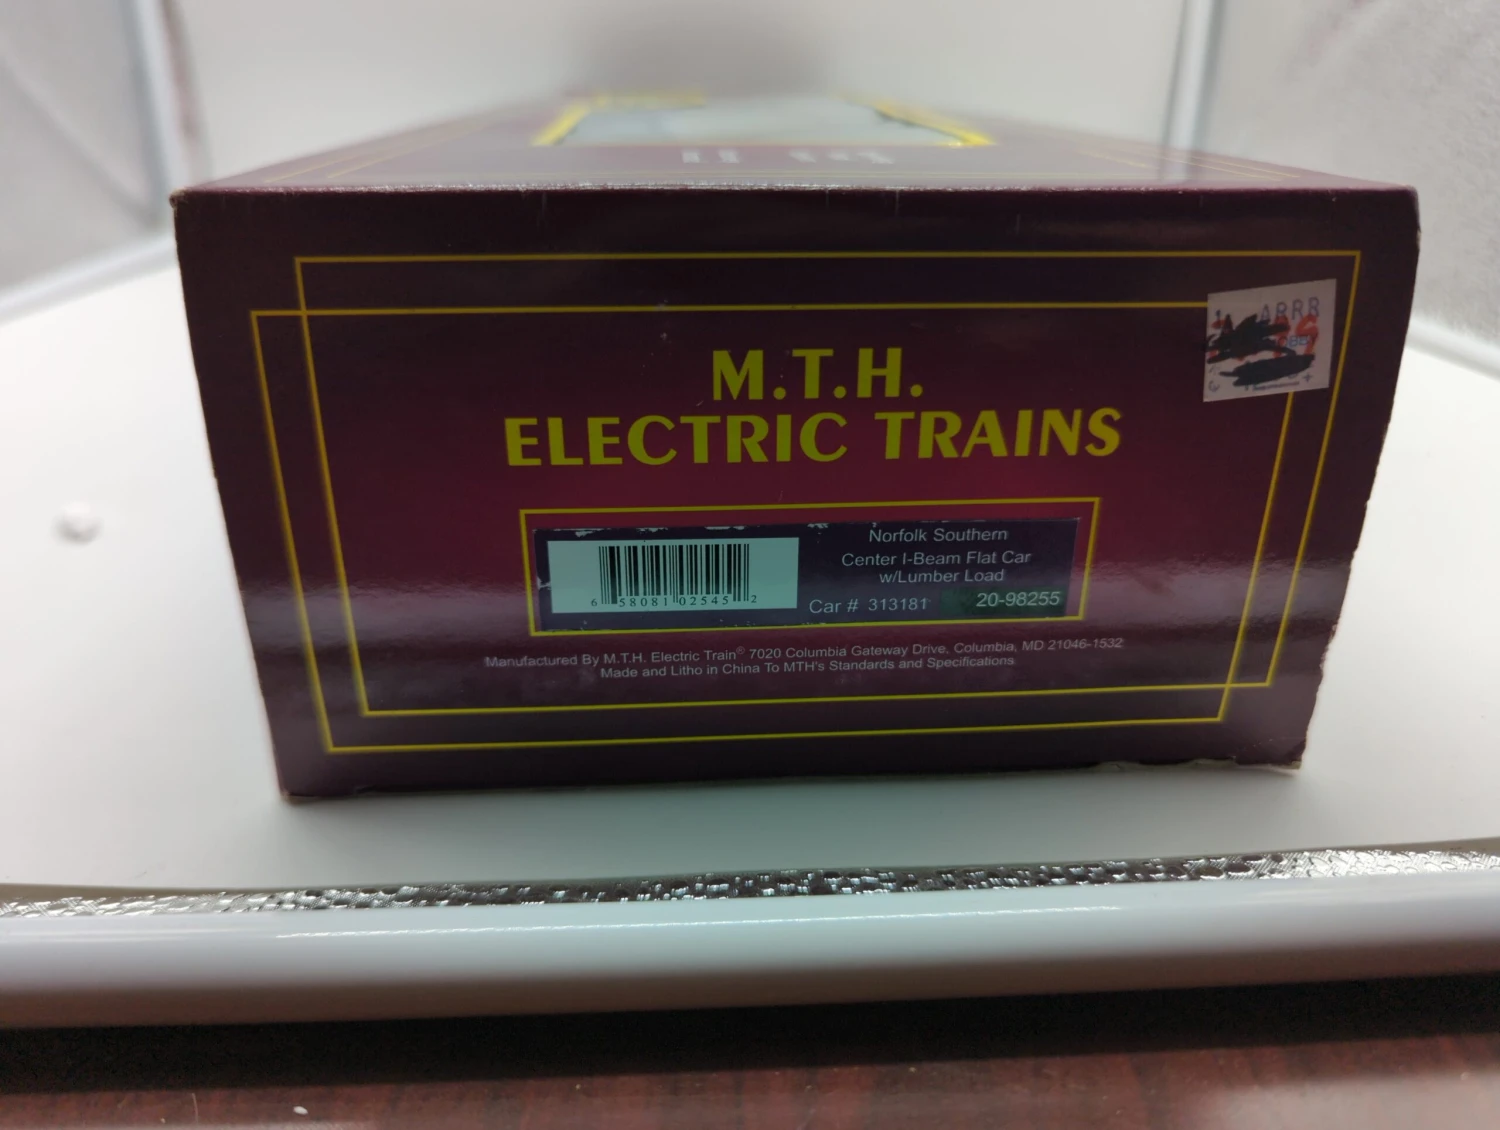 M.T.H.
ELECTRIC TRAINS
Norfolk Southern
Center I-Beam Flat Car
w/Lumber Load
Car # 313181 20-98255
6 58081 02545 2
Manufactured By M.T.H. Electric Train® 7020 Columbia Gateway Drive, Columbia, MD 21046-1532
Made and Litho in China To MTH's Standards and Specifications